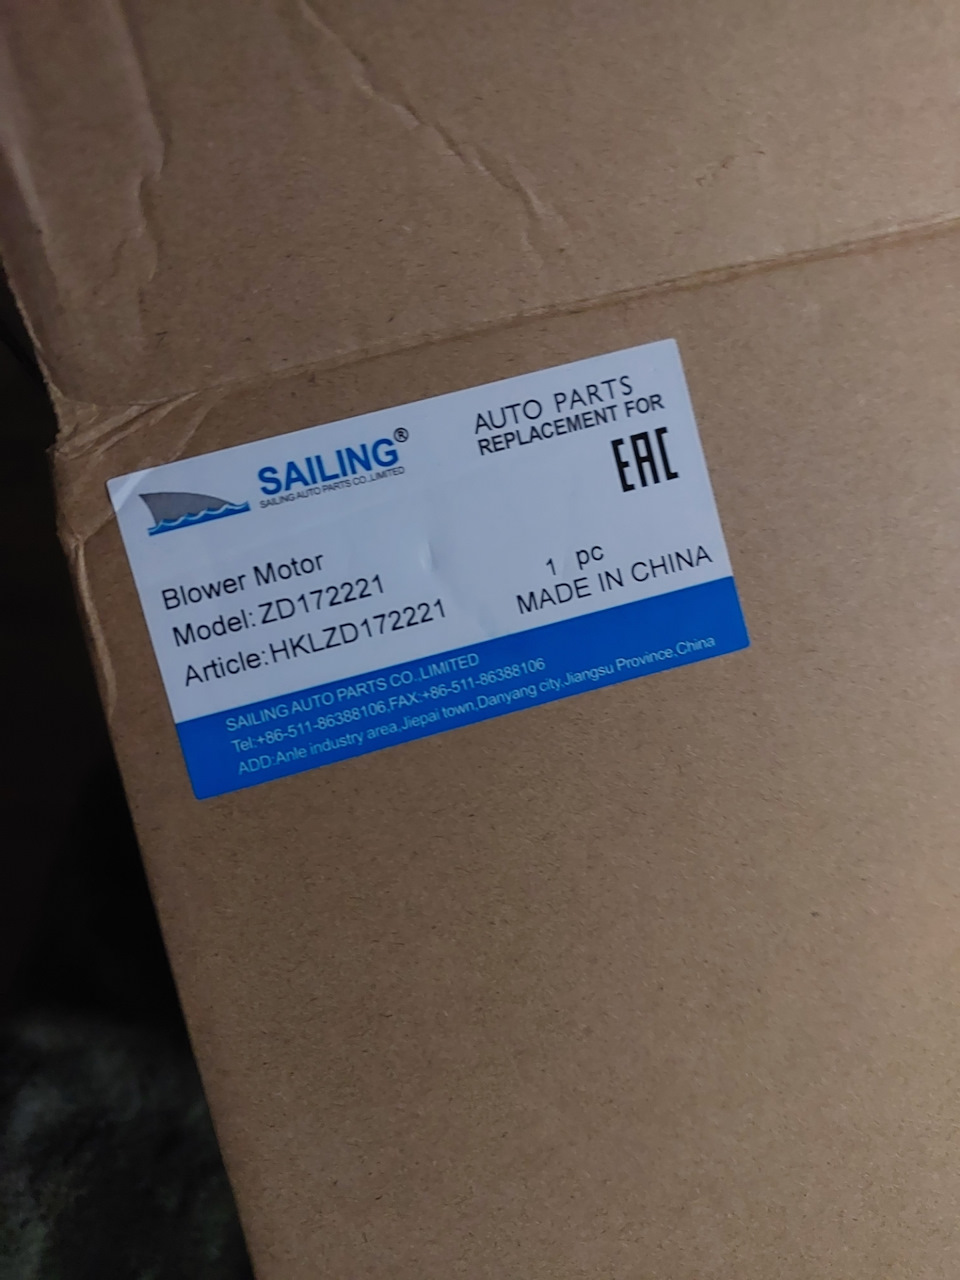 SAILING®
SAILING AUTO PARTS CO.,LIMITED
AUTO PARTS
REPLACEMENT FOR
EAC
Blower Motor
Model: ZD172221
Article:HKLZD172221
1 pc
MADE IN CHINA
SAILING AUTO PARTS CO.,LIMITED
Tel:+86-511-86388106,FAX:+86-511-86388106
ADD:Anle industry area,Jiepai town,Danyang city,Jiangsu Province,China